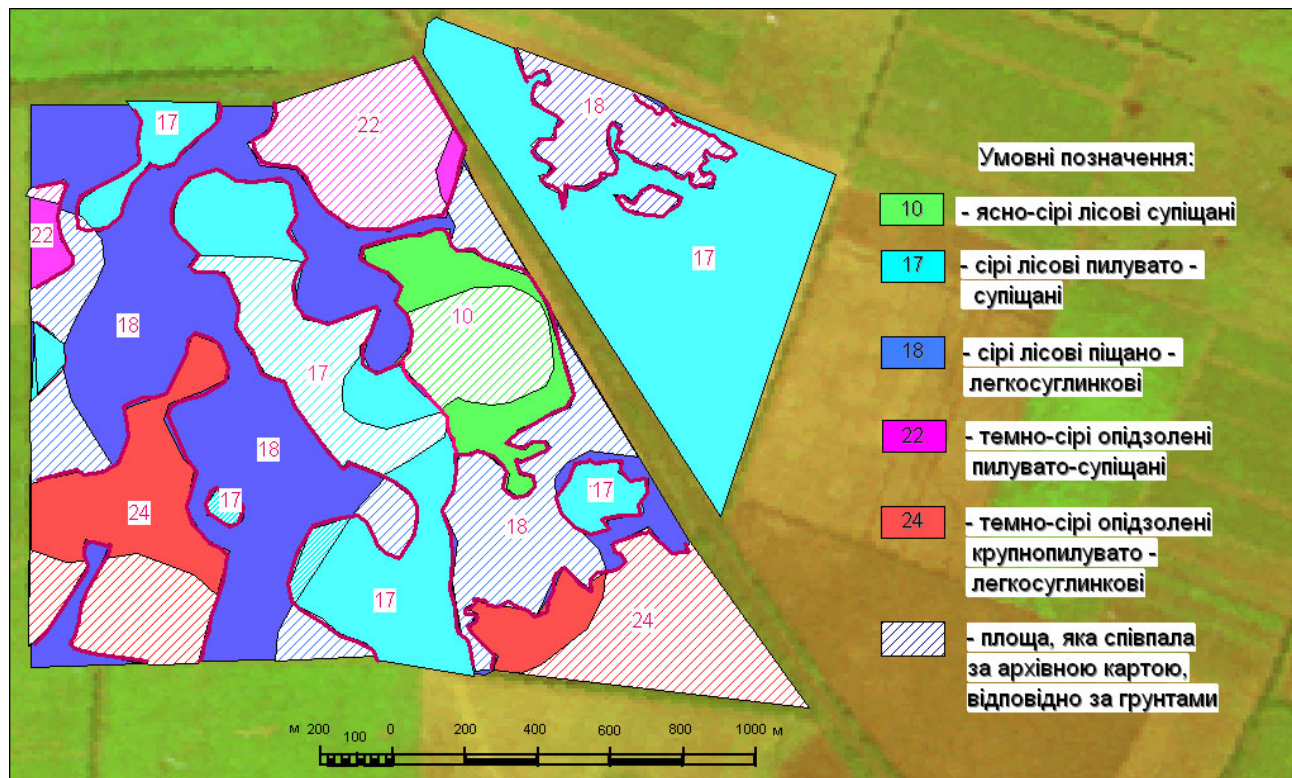 17
22
18
22
17
10
18
17
18
24
17
18
17
17
24
Умовні позначення:
10 - ясно-сірі лісові супіщані
17 - сірі лісові пилувато -
супіщані
18 - сірі лісові піщано -
легкосуглинкові
22 - темно-сірі опідзолені
пилувато-супіщані
24 - темно-сірі опідзолені
крупнопилувато -
легкосуглинкові
- площа, яка співпала
за архівною картою,
відповідно за грунтами
м 200 100 0 200 400 600 800 1000 м